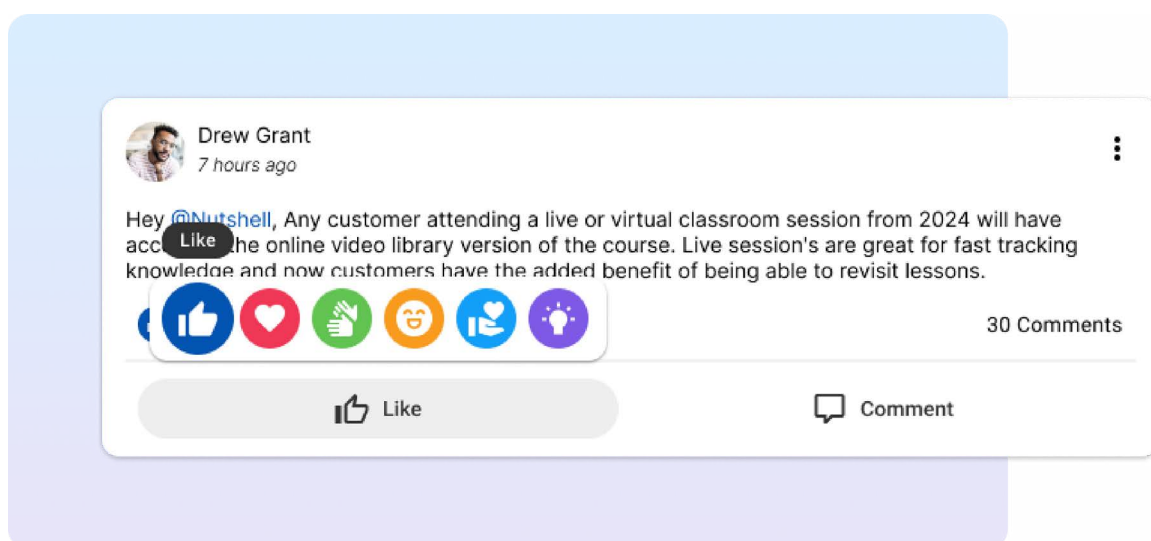 Drew Grant
7 hours ago
Hey @Nutshell, Any customer attending a live or virtual classroom session from 2024 will have
Like
the online video library version of the course. Live session's are great for fast tracking
knowledge and now customers have the added benefit of being able to revisit lessons.
30 Comments
Like
Comment